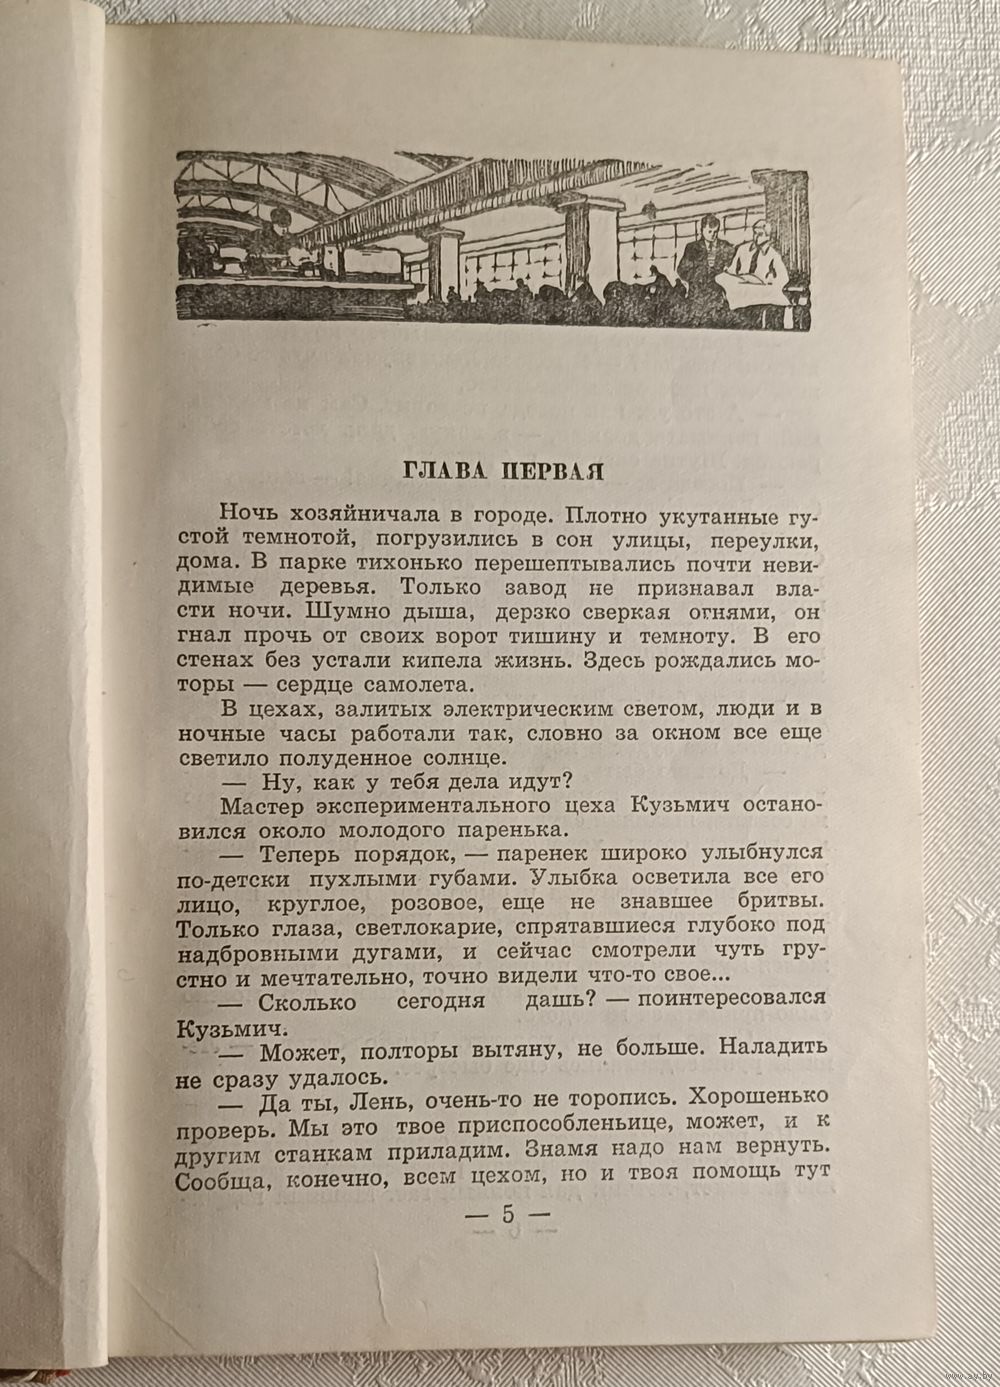 ГЛАВА ПЕРВАЯ
Ночь хозяйничала в городе. Плотно укутанные гу-
стой темнотой, погрузились в сон улицы, переулки,
дома. В парке тихонько перешептывались почти неви-
димые деревья. Только завод не признавал вла-
сти ночи. Шумно дыша, дерзко сверкая огнями, он
гнал прочь от своих ворот тишину и темноту. В его
стенах без устали кипела жизнь. Здесь рождались мо-
торы — сердце самолета.
В цехах, залитых электрическим светом, люди и в
ночные часы работали так, словно за окном все еще
светило полуденное солнце.
— Ну, как у тебя дела идут?
Мастер экспериментального цеха Кузьмич остано-
вился около молодого паренька.
— Теперь порядок, — паренек широко улыбнулся
по-детски пухлыми губами. Улыбка осветила все его
лицо, круглое, розовое, еще не знавшее бритвы.
Только глаза, светлокарие, спрятавшиеся глубоко под
надбровными дугами, и сейчас смотрели чуть гру-
стно и мечтательно, точно видели что-то свое...
— Сколько сегодня дашь? — поинтересовался
Кузьмич.
— Может, полторы вытяну, не больше. Наладить
не сразу удалось.
— Да ты, Лень, очень-то не торопись. Хорошенько
проверь. Мы это твое приспособленьице, может, и к
другим станкам приладим. Знамя надо нам вернуть.
Сообща, конечно, всем цехом, но и твоя помощь тут
— 5 —
www.ay.by